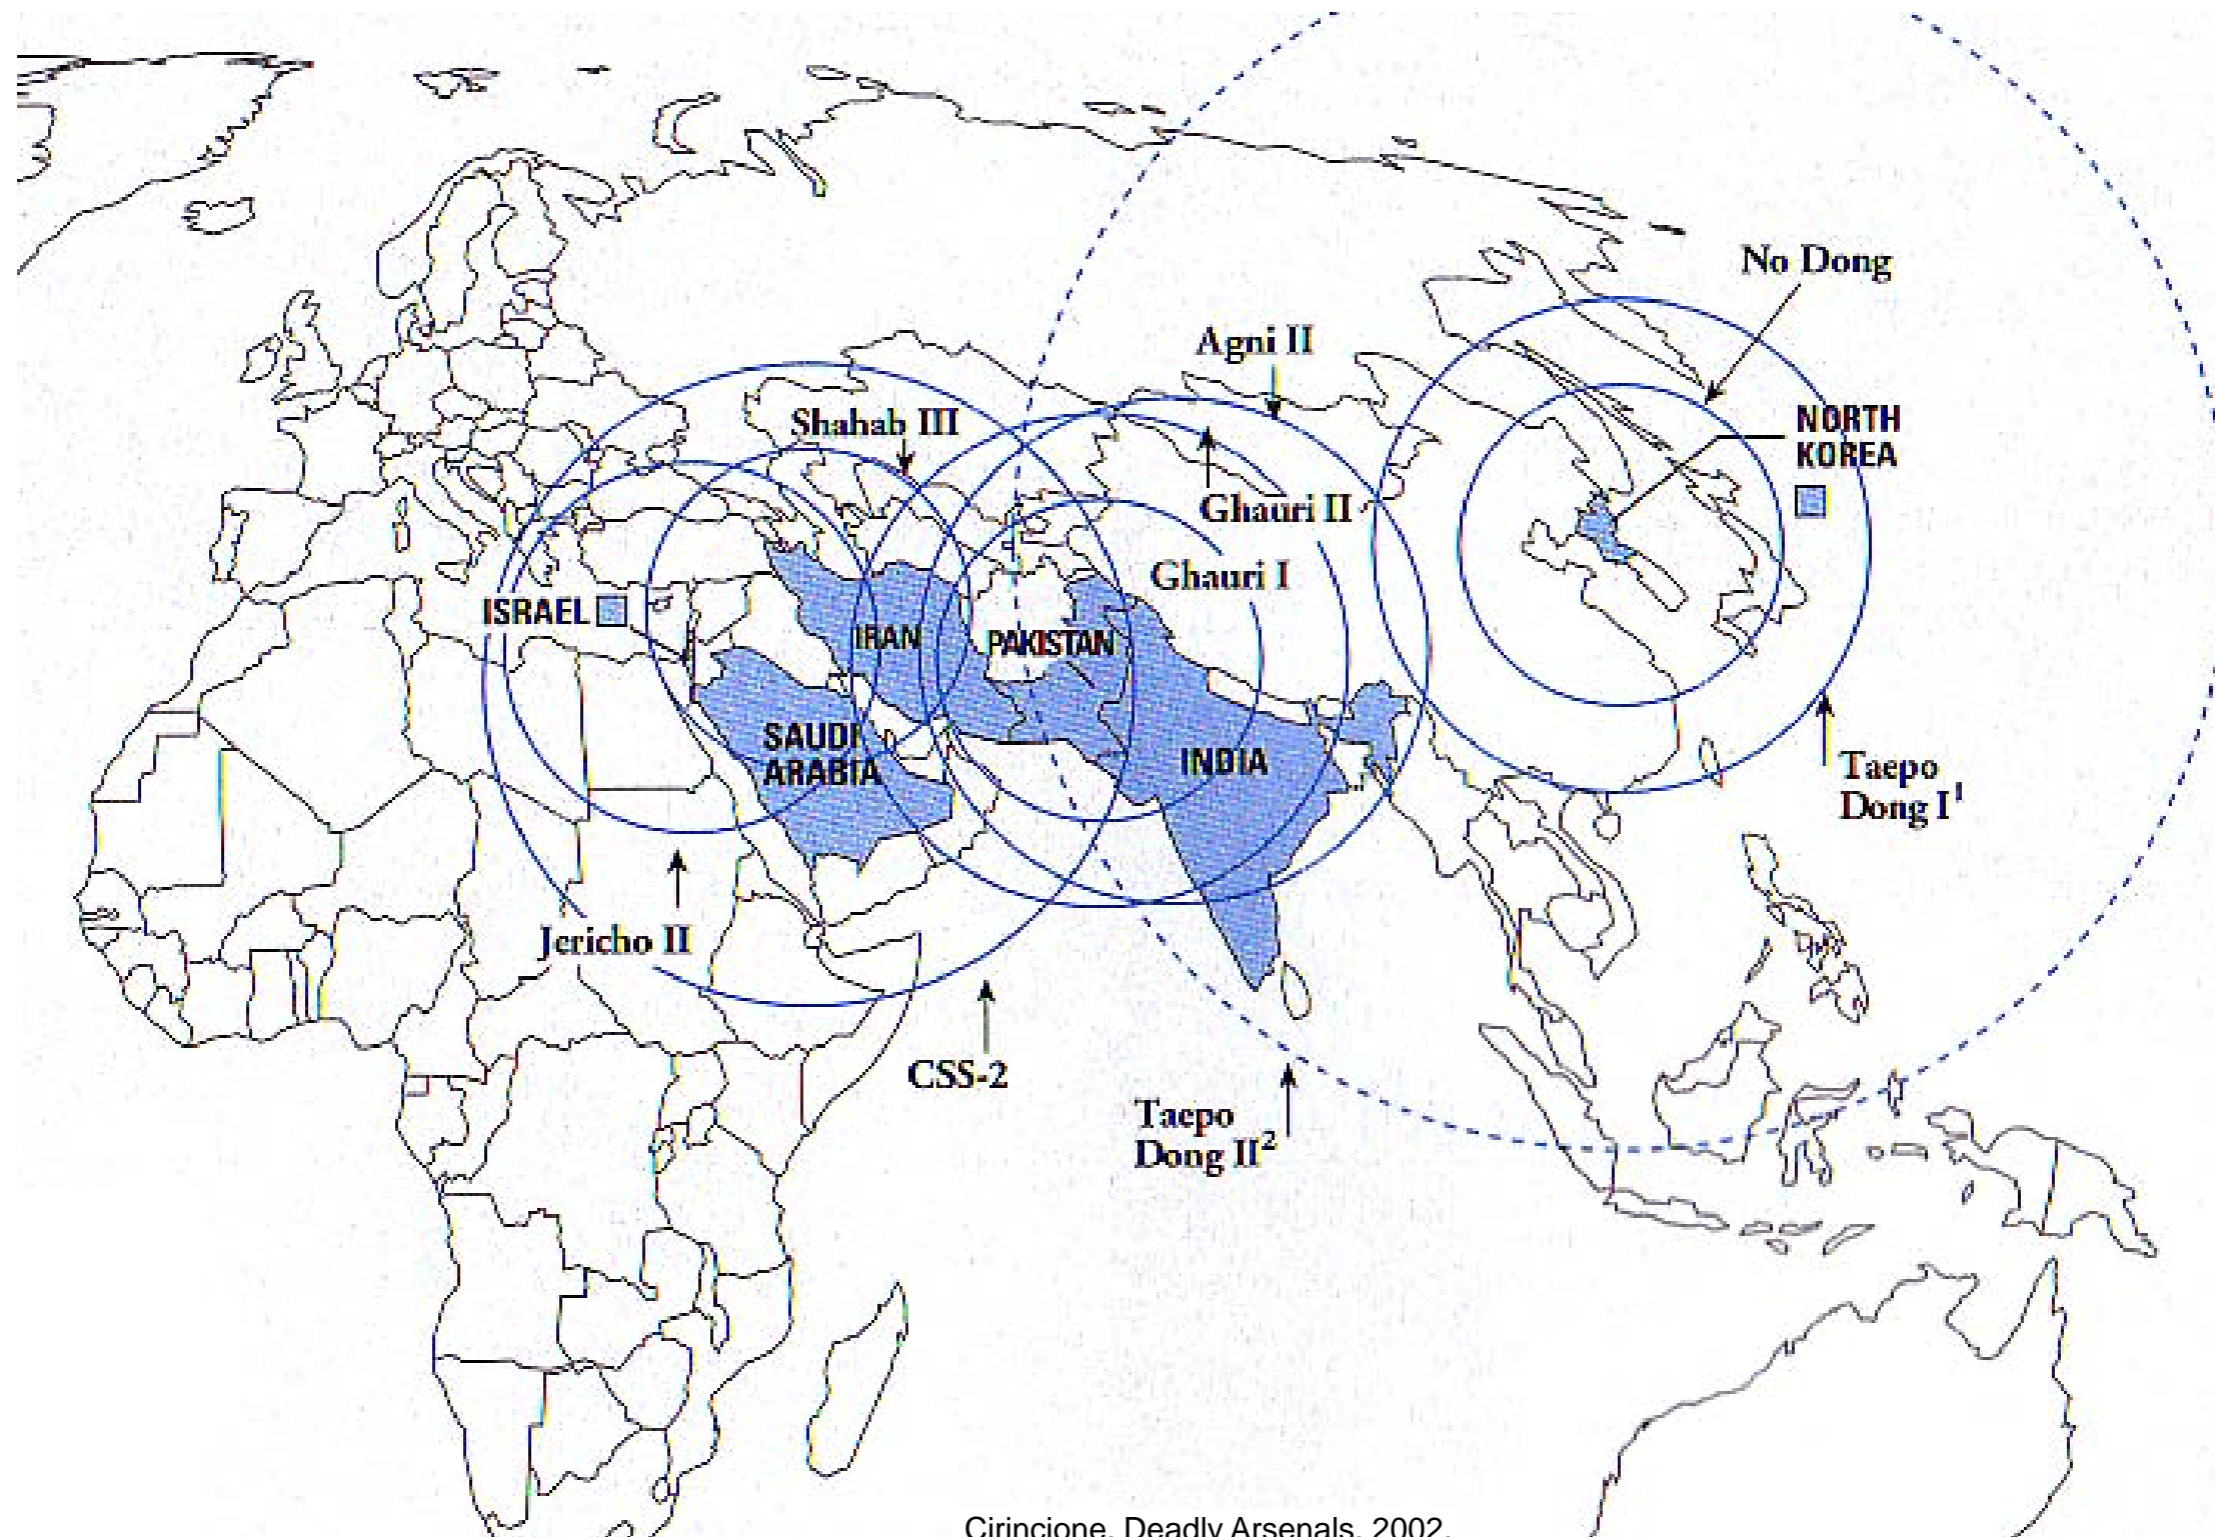 No Dong
Agni II
NORTH
KOREA
Shahab III
Ghauri II
Ghauri I
ISRAEL
IRAN
PAKISTAN
SAUDI
ARABIA
INDIA
Taepo
Dong I¹
Jericho II
CSS-2
Taepo
Dong II²
Cirincione, Deadly Arsenals, 2002.